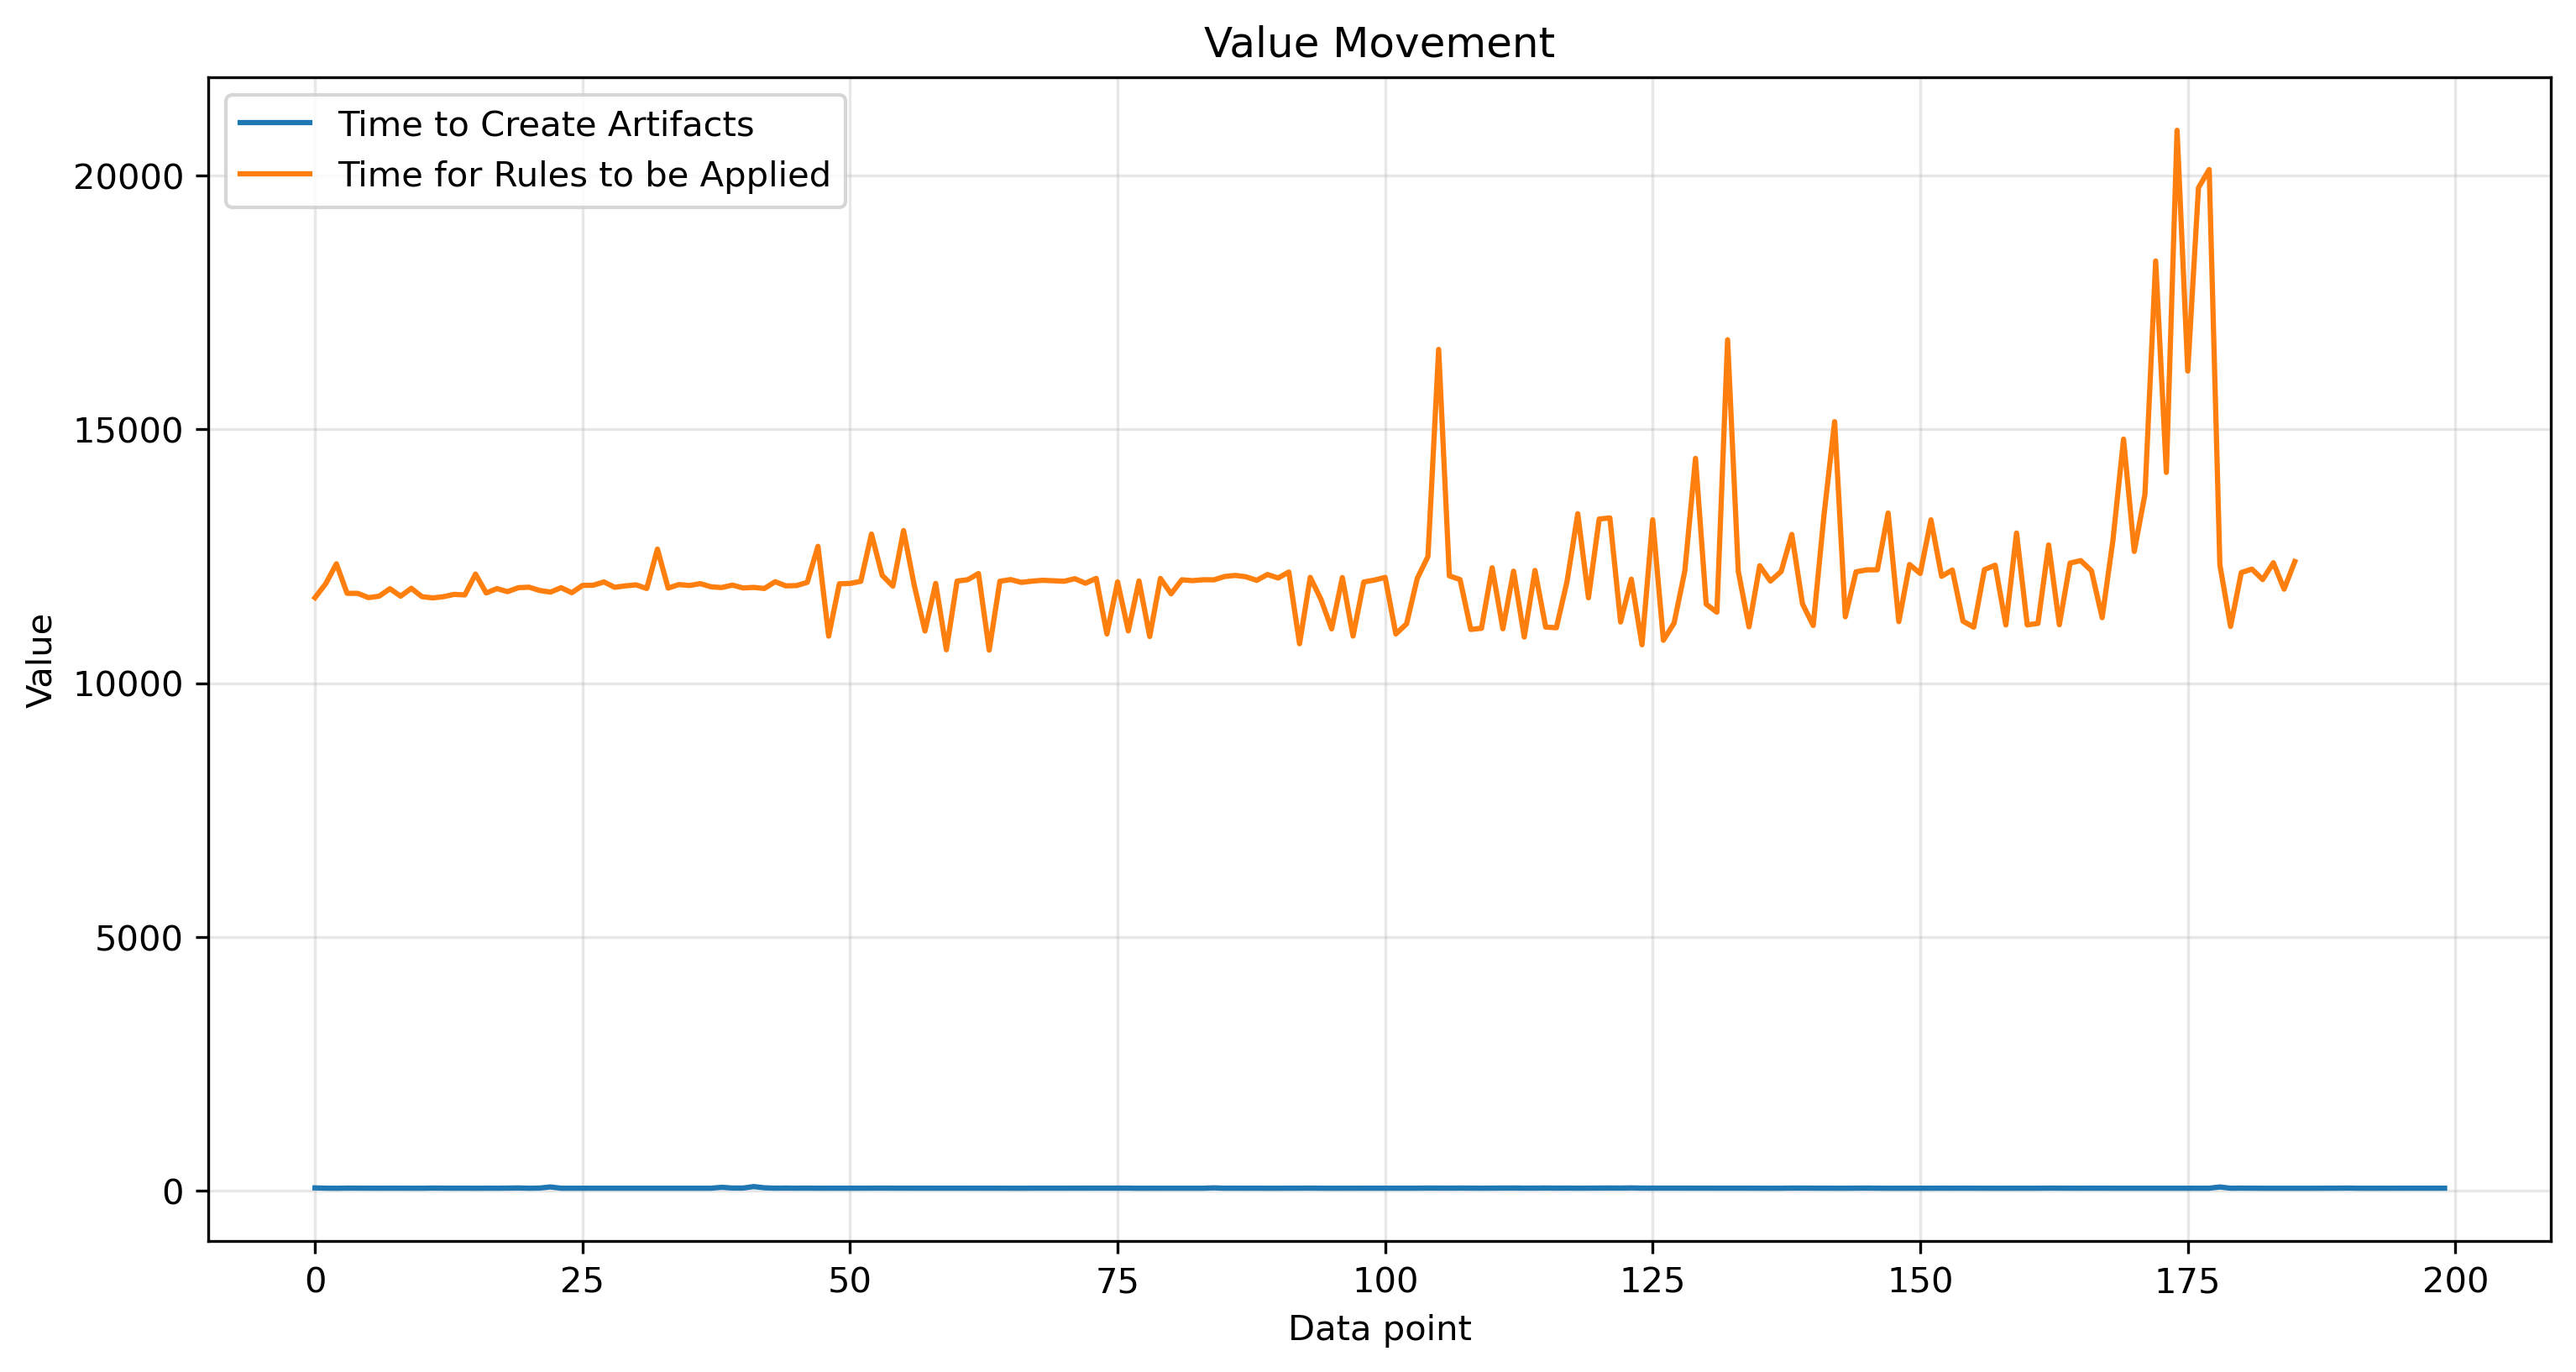 Value Movement
Time to Create Artifacts
Time for Rules to be Applied
20000
15000
10000
5000
0
Value
0 25 50 75 100 125 150 175 200
Data point